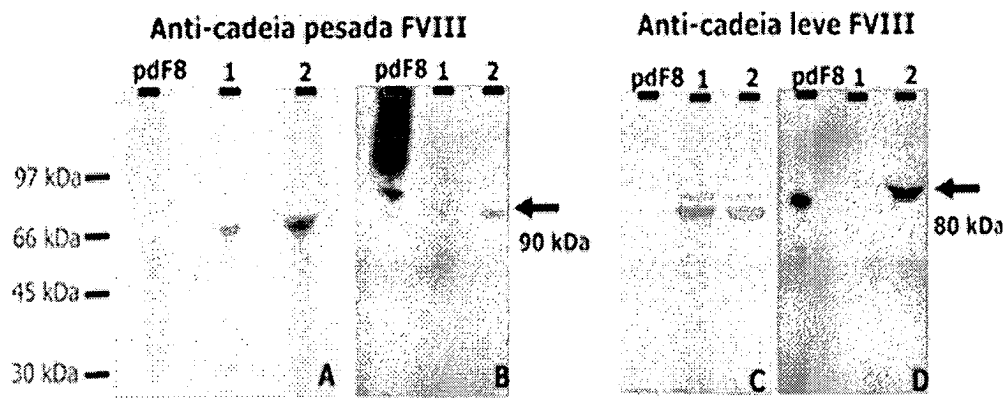 Anti-cadeia pesada FVIII
Anti-cadeia leve FVIII
pdF8 1 2
pdF8 1 2
pdF8 1 2
pdF8 1 2
97 kDa
66 kDa
45 kDa
30 kDa
90 kDa
80 kDa
A
B
C
D